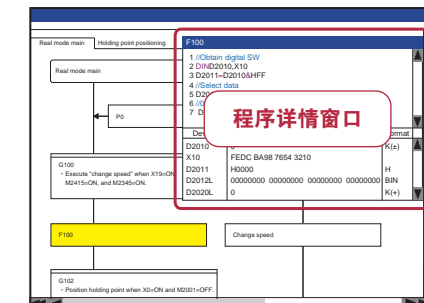 Real mode main
Holding point positioning
F100
Real mode main
1 //Obtain digital SW
2 DIND2010,X10
3 D2011=D2010&HFF
4 //Select
data
5 D20
6 //
7 D
程序详情窗口
P0
De
ormat
D2010
K(±)
X10
FEDC BA98 7654 3210
D2011
H0000
H
D2012L
00000000 00000000 00000000 00000000
BIN
D2020L
0
K(+)
G100
・Execute "change speed" when X19=ON
M2415=ON, and M2345=ON.
F100
Change speed
G102
・Position holding point when X0=ON and M2001=OFF.